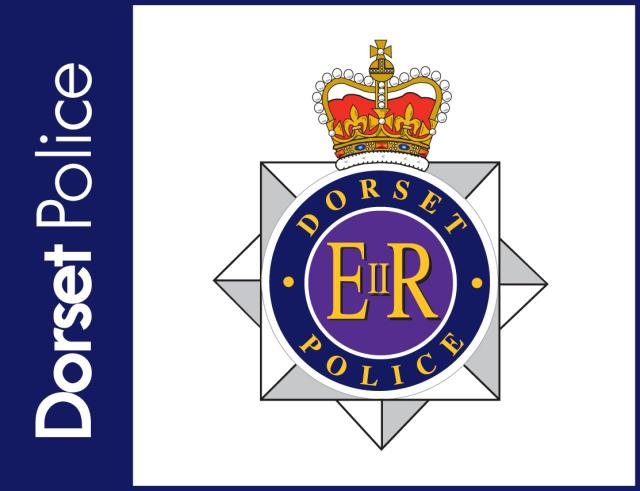 Dorset Police
DORSET
EIIR
POLICE